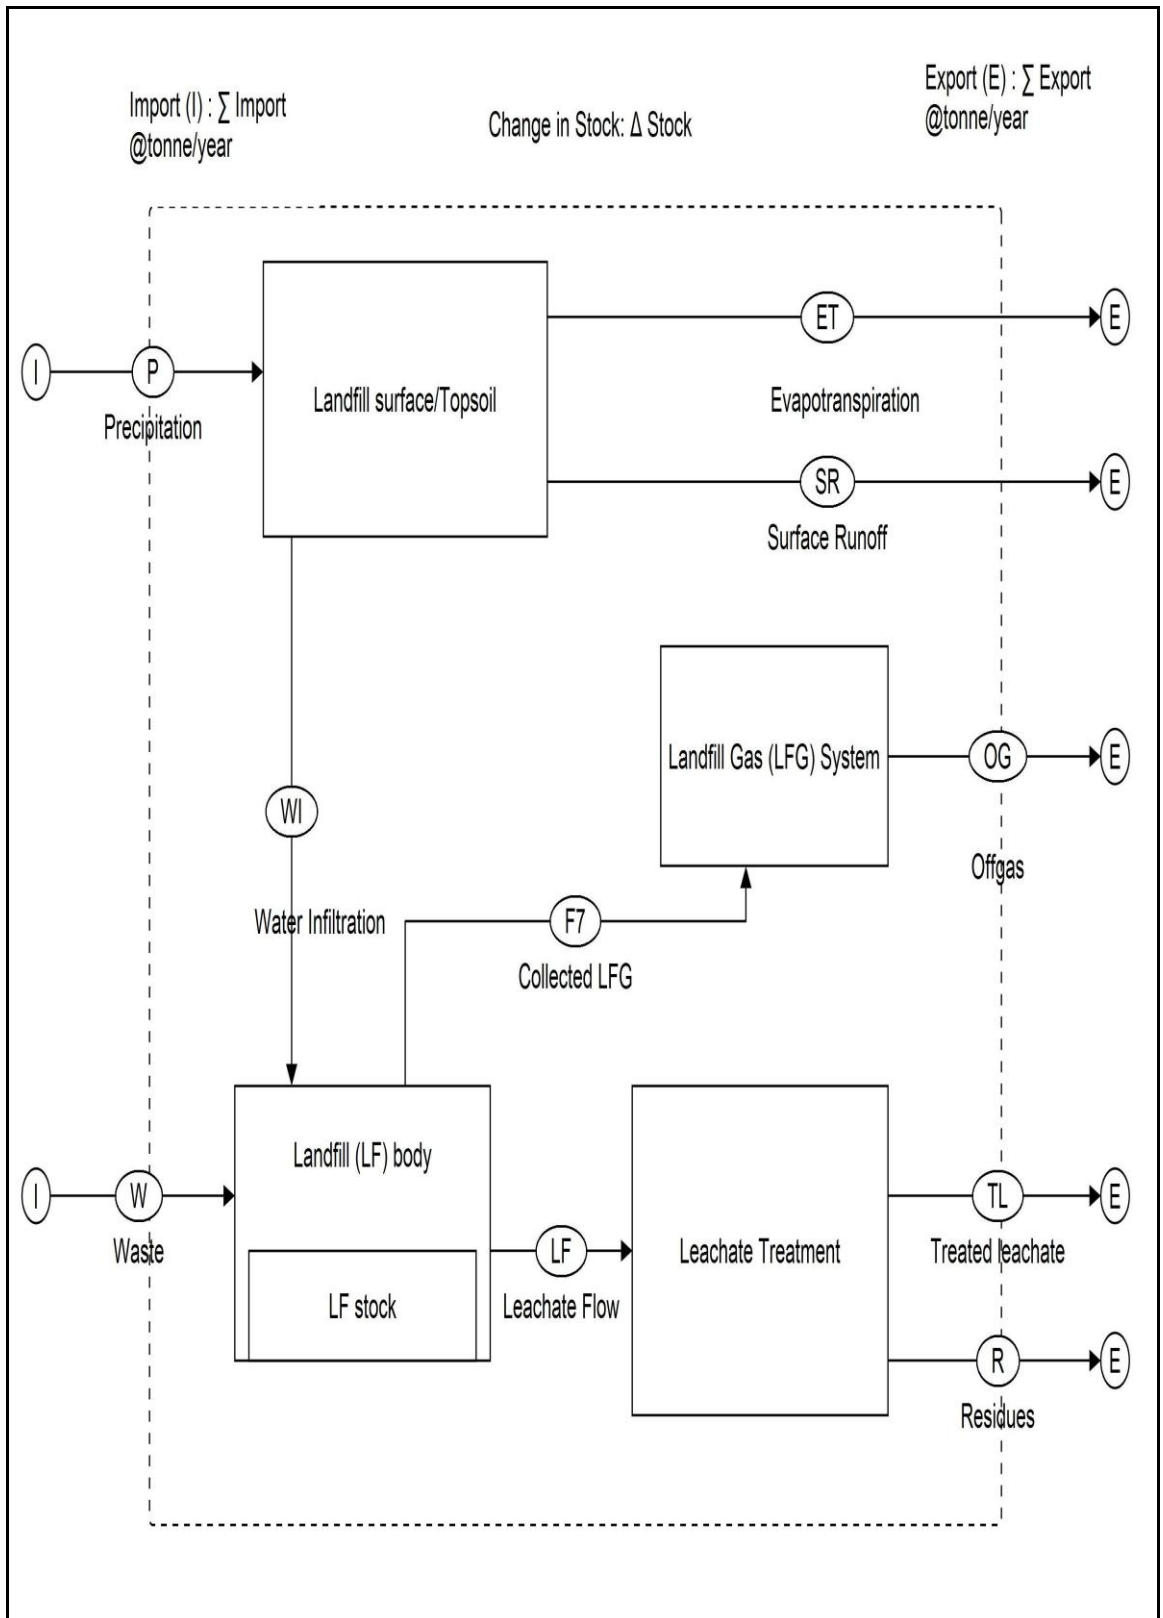 Import (I) : ∑ Import
@tonne/year
Change in Stock: Δ Stock
Export (E) : ∑ Export
@tonne/year
I
P
Precipitation
Landfill surface/Topsoil
ET
E
Evapotranspiration
SR
E
Surface Runoff
WI
Water Infiltration
Landfill Gas (LFG) System
OG
E
Offgas
F7
Collected LFG
I
W
Waste
Landfill (LF) body
LF stock
LF
Leachate Flow
Leachate Treatment
TL
E
Treated leachate
R
E
Residues